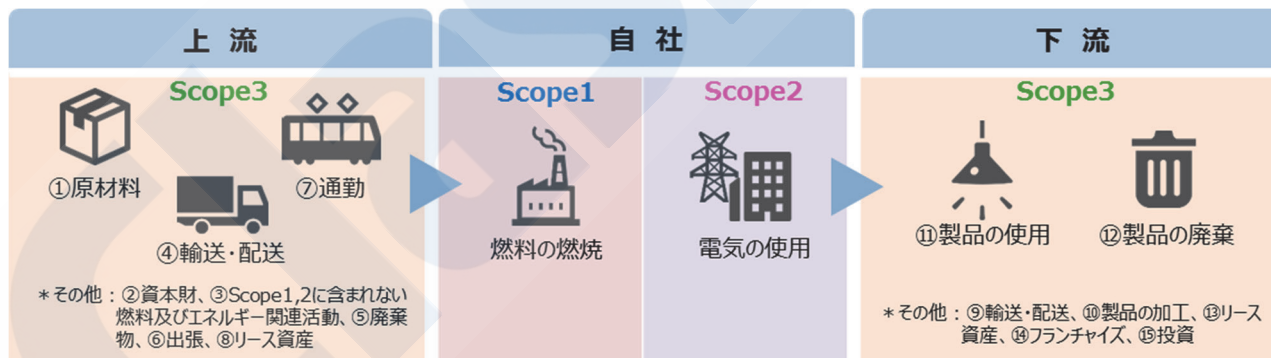 上 流
Scope3
①原材料
⑦通勤
④輸送・配送
＊その他：②資本財、③Scope1,2に含まれない
燃料及びエネルギー関連活動、⑤廃棄
物、⑥出張、⑧リース資産
自 社
Scope1
燃料の燃焼
Scope2
電気の使用
下 流
Scope3
⑪製品の使用
⑫製品の廃棄
＊その他：⑨輸送・配送、⑩製品の加工、⑬リース
資産、⑭フランチャイズ、⑮投資